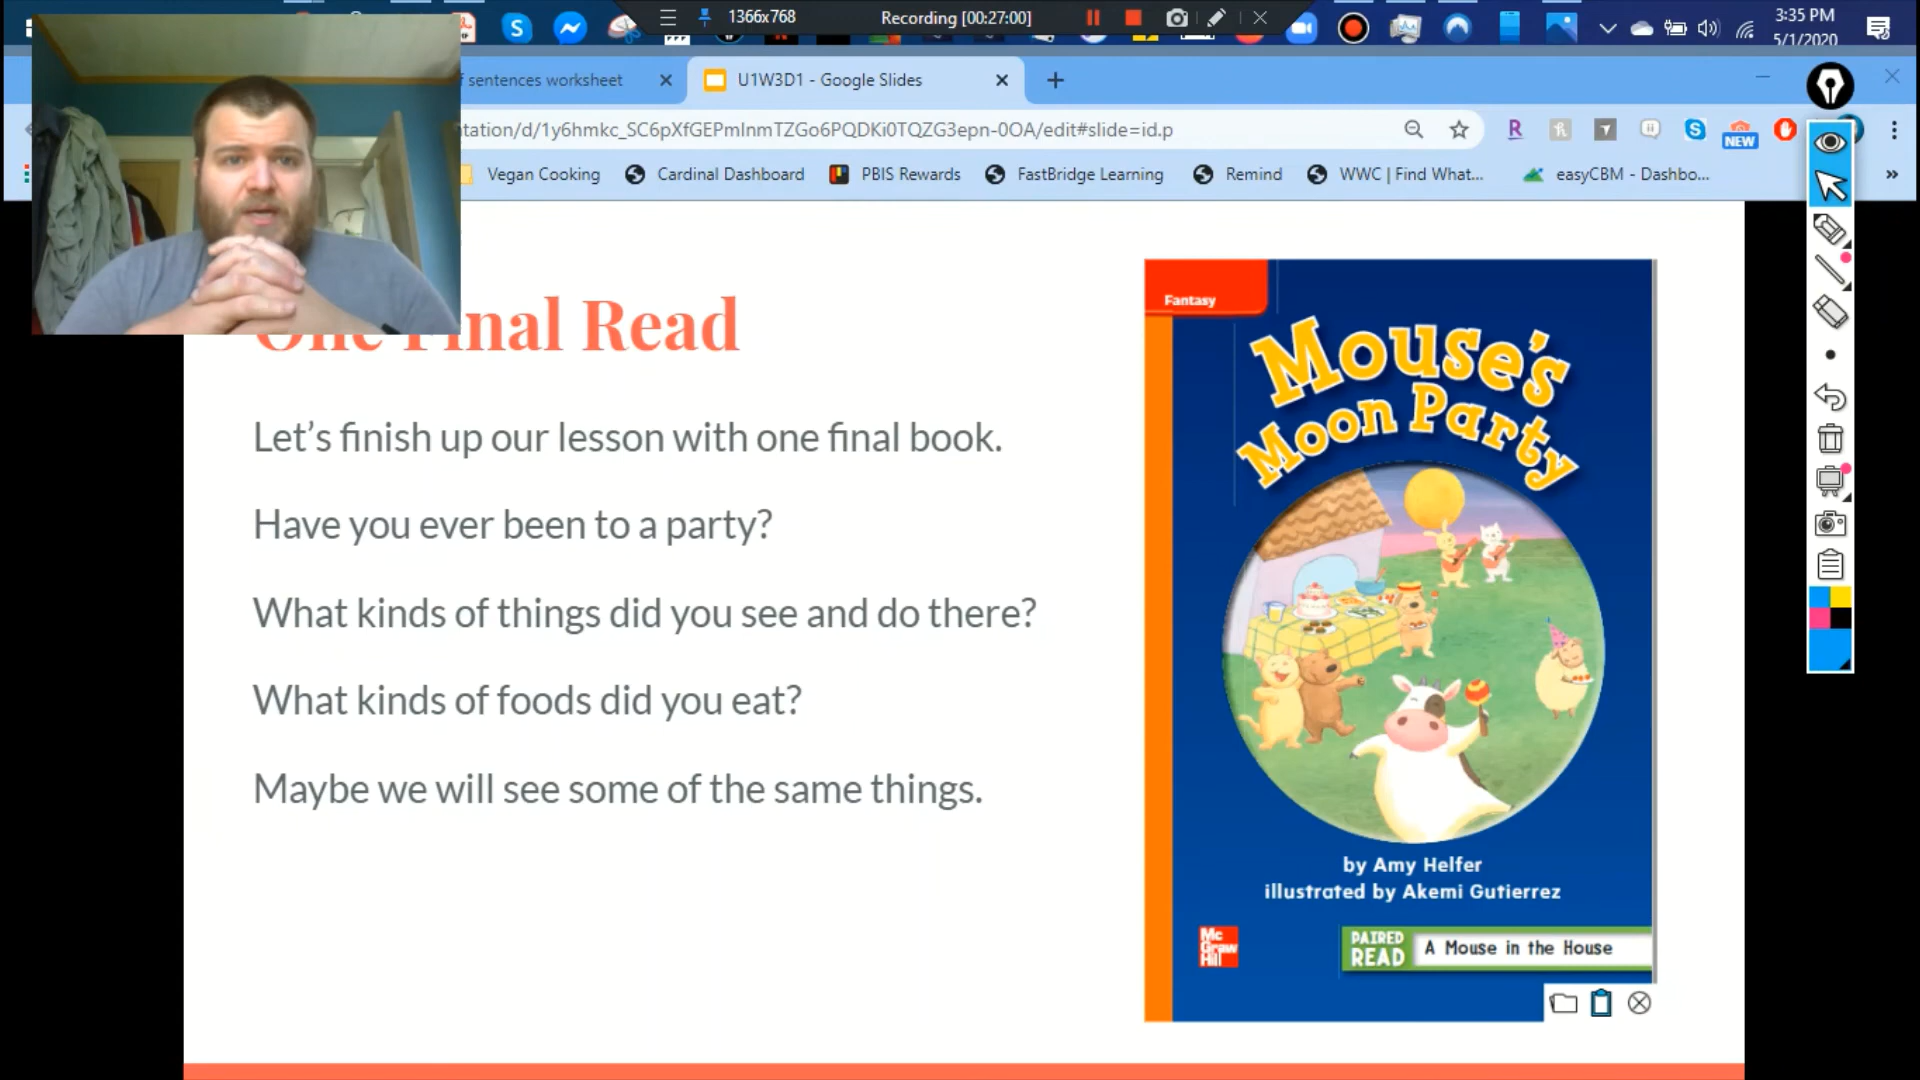 1366x768
Recording [00:27:00]
3:35 PM
5/1/2020
f sentences worksheet
U1W3D1 - Google Slides
tation/d/1y6hmkc_SC6pXfGEPmlnmTZGo6PQDKi0TQZG3epn-0OA/edit#slide=id.p
NEW
Vegan Cooking
Cardinal Dashboard
PBIS Rewards
FastBridge Learning
Remind
WWC | Find What...
easyCBM - Dashbo...
One Final Read
Let's finish up our lesson with one final book.
Have you ever been to a party?
What kinds of things did you see and do there?
What kinds of foods did you eat?
Maybe we will see some of the same things.
Fantasy
Mouse's
Moon Party
by Amy Helfer
illustrated by Akemi Gutierrez
Mc
Graw
Hill
PAIRED
READ
A Mouse in the House